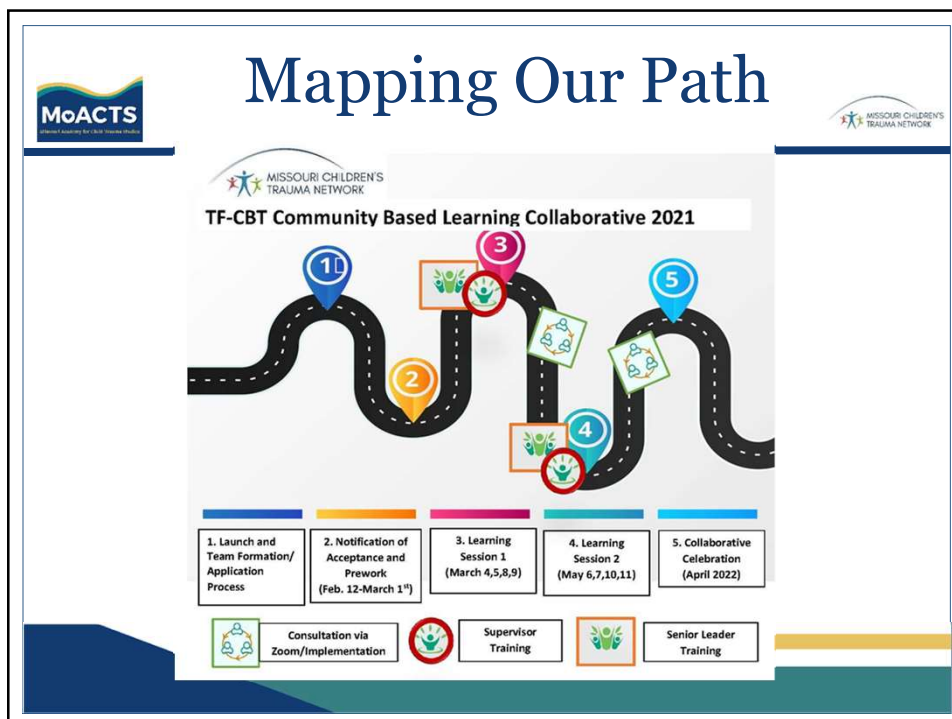 Mapping Our Path
MoACTS
Missouri Academy for Child Trauma Studies
MISSOURI CHILDREN'S
TRAUMA NETWORK
MISSOURI CHILDREN'S
TRAUMA NETWORK
TF-CBT Community Based Learning Collaborative 2021
1
2
3
4
5
1. Launch and
Team Formation/
Application
Process
2. Notification of
Acceptance and
Prework
(Feb. 12-March 1st)
3. Learning
Session 1
(March 4,5,8,9)
4. Learning
Session 2
(May 6,7,10,11)
5. Collaborative
Celebration
(April 2022)
Consultation via
Zoom/Implementation
Supervisor
Training
Senior Leader
Training